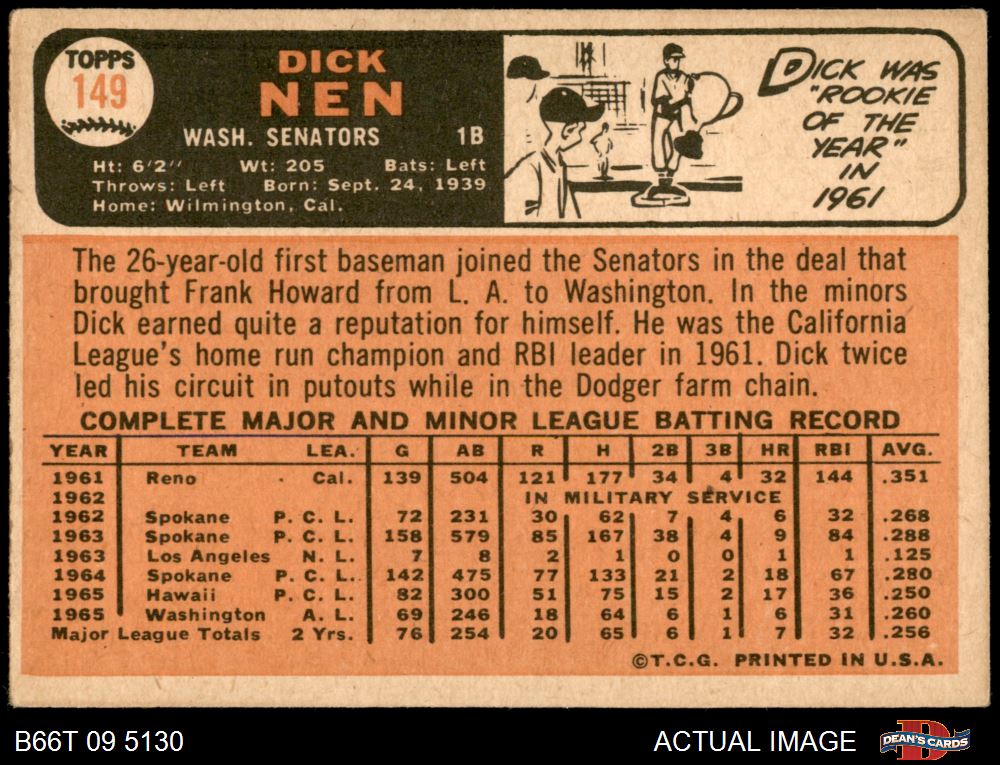 TOPPS
149
DICK
NEN
WASH. SENATORS 1B
Ht: 6'2" Wt: 205 Bats: Left
Throws: Left Born: Sept. 24, 1939
Home: Wilmington, Cal.
DICK WAS
"ROOKIE
OF THE
YEAR"
IN
1961
The 26-year-old first baseman joined the Senators in the deal that
brought Frank Howard from L. A. to Washington. In the minors
Dick earned quite a reputation for himself. He was the California
League's home run champion and RBI leader in 1961. Dick twice
led his circuit in putouts while in the Dodger farm chain.
COMPLETE MAJOR AND MINOR LEAGUE BATTING RECORD
YEAR TEAM LEA. G AB R H 2B 3B HR RBI AVG.
1961 Reno Cal. 139 504 121 177 34 4 32 144 .351
1962 IN MILITARY SERVICE
1962 Spokane P. C. L. 72 231 30 62 7 4 6 32 .268
1963 Spokane P. C. L. 158 579 85 167 38 4 9 84 .288
1963 Los Angeles N. L. 7 8 2 1 0 0 1 1 .125
1964 Spokane P. C. L. 142 475 77 133 21 2 18 67 .280
1965 Hawaii P. C. L. 82 300 51 75 15 2 17 36 .250
1965 Washington A. L. 69 246 18 64 6 1 6 31 .260
Major League Totals 2 Yrs. 76 254 20 65 6 1 7 32 .256
©T.C.G. PRINTED IN U.S.A.
B66T 09 5130 ACTUAL IMAGE DEAN'S CARDS